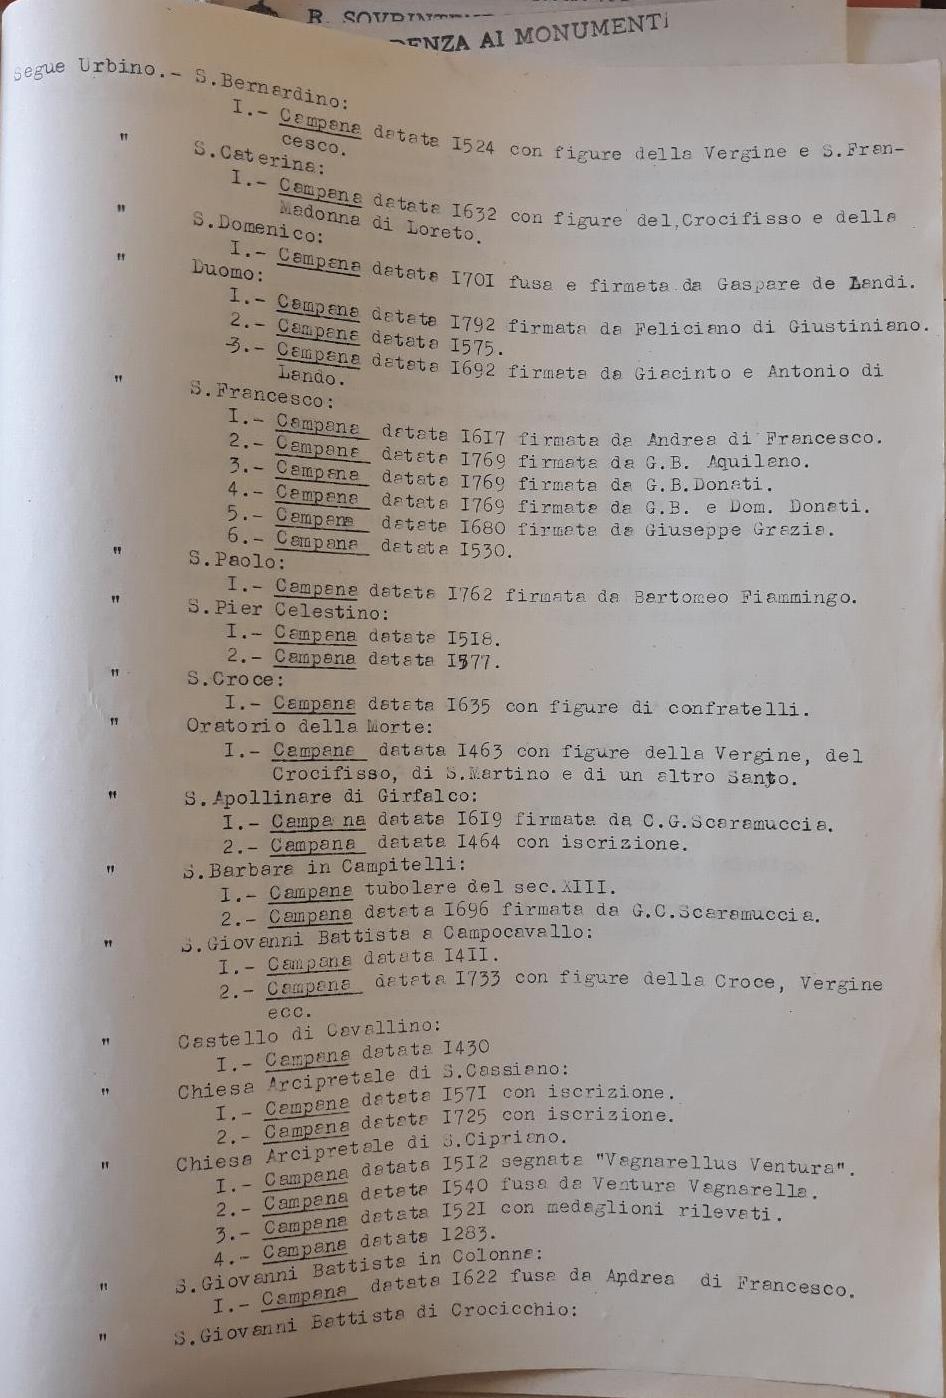 R. SOVRINTE
DENZA AI MONUMENTI
Segue Urbino.- S.Bernardino:
I.- Campana datata I524 con figure della Vergine e S.Fran-
cesco.
" S.Caterina:
I.- Campana datata I632 con figure del,Crocifisso e della
Madonna di Loreto.
" S.Domenico:
I.- Campana datata I70I fusa e firmata da Gaspare de Landi.
" Duomo:
I.- Campana datata I792 firmata da Feliciano di Giustiniano.
2.- Campana datata I575.
3.- Campana datata I692 firmata da Giacinto e Antonio di
Lando.
" S.Francesco:
I.- Campana datata I6I7 firmata da Andrea di Francesco.
2.- Campana datata I769 firmata da G.B. Aquilano.
3.- Campana datata I769 firmata da G.B.Donati.
4.- Campana datata I769 firmata da G.B. e Dom. Donati.
5.- Campana datata I680 firmata da Giuseppe Grazia.
6.- Campana datata I530.
" S.Paolo:
I.- Campana datata I762 firmata da Bartomeo Fiammingo.
" S.Pier Celestino:
I.- Campana datata I5I8.
2.- Campana datata I577.
" S.Croce:
I.- Campana datata I635 con figure di confratelli.
" Oratorio della Morte:
I.- Campana datata I463 con figure della Vergine, del
Crocifisso, di S.Martino e di un altro Santo.
" S.Apollinare di Girfalco:
I.- Campa na datata I6I9 firmata da C.G.Scaramuccia.
2.- Campana datata I464 con iscrizione.
" S.Barbara in Campitelli:
I.- Campana tubolare del sec.XIII.
2.- Campana datata I696 firmata da G.C.Scaramuccia.
" S.Giovanni Battista a Campocavallo:
I.- Campana datata I4II.
2.- Campana datata I733 con figure della Croce, Vergine
ecc.
" Castello di Cavallino:
I.- Campana datata I430
" Chiesa Arcipretale di S.Cassiano:
I.- Campana datata I57I con iscrizione.
2.- Campana datata I725 con iscrizione.
" Chiesa Arcipretale di S.Cipriano.
I.- Campana datata I5I2 segnata "Vagnarellus Ventura".
2.- Campana datata I540 fusa da Ventura Vagnarella.
3.- Campana datata I52I con medaglioni rilevati.
4.- Campana datata I283.
" S.Giovanni Battista in Colonna:
I.- Campana datata I622 fusa da Andrea di Francesco.
" S.Giovanni Battista di Crocicchio: